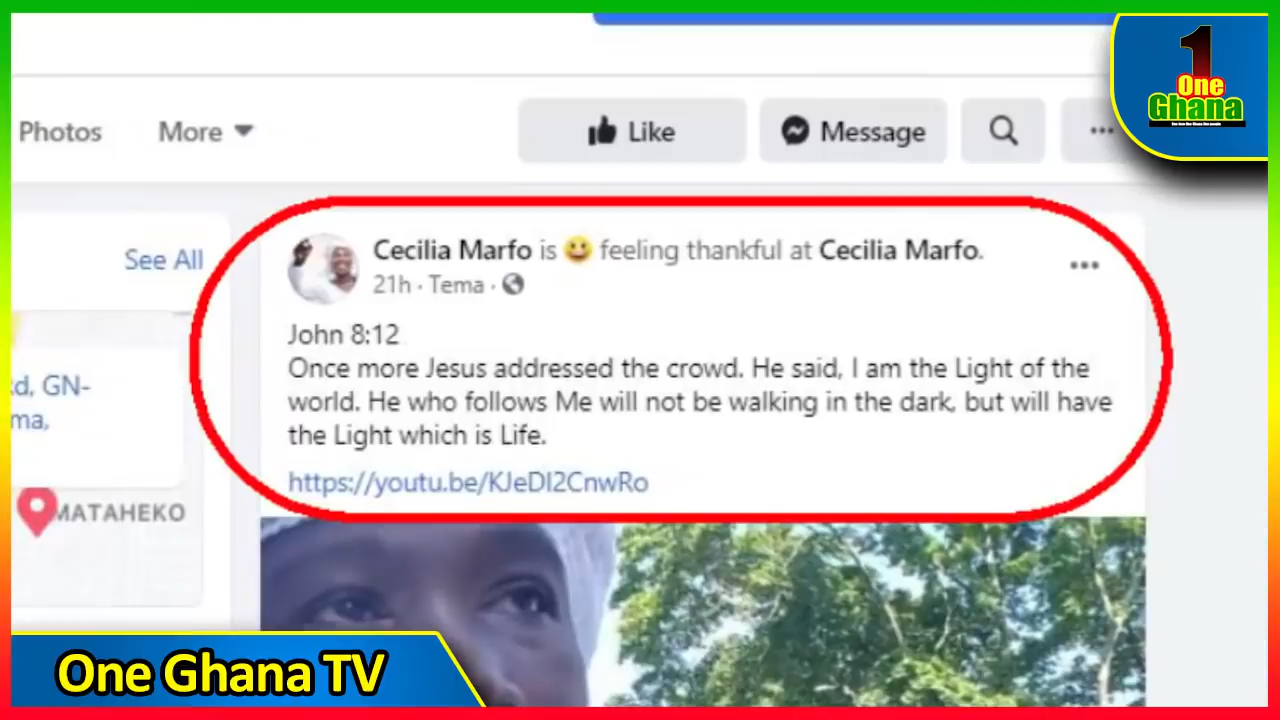 Photos
More
Like
Message
1
One
Ghana
See All
Cecilia Marfo is 😀 feeling thankful at Cecilia Marfo.
21h · Tema ·
John 8:12
Once more Jesus addressed the crowd. He said, I am the Light of the
world. He who follows Me will not be walking in the dark, but will have
the Light which is Life.
https://youtu.be/KJeDI2CnwRo
d, GN-
ma,
MATAHEKO
One Ghana TV